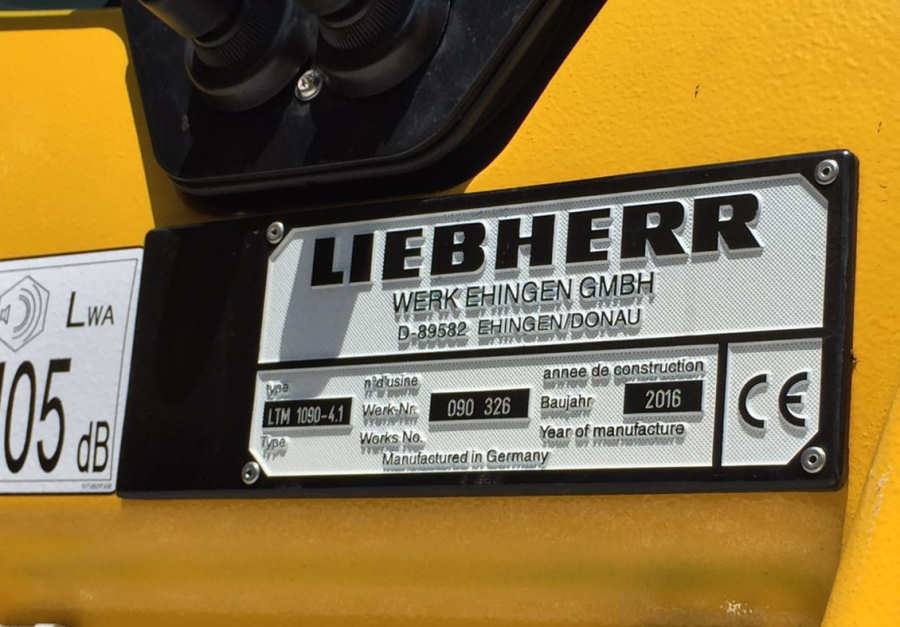 LIEBHERR
WERK EHINGEN GMBH
D-89582 EHINGEN/DONAU
type
LTM 1090-4.1
Type
n°d'usine
Werk-Nr.
Works No.
090 326
annee de construction
Baujahr
Year of manufacture
2016
Manufactured in Germany
CE
LWA
105 dB